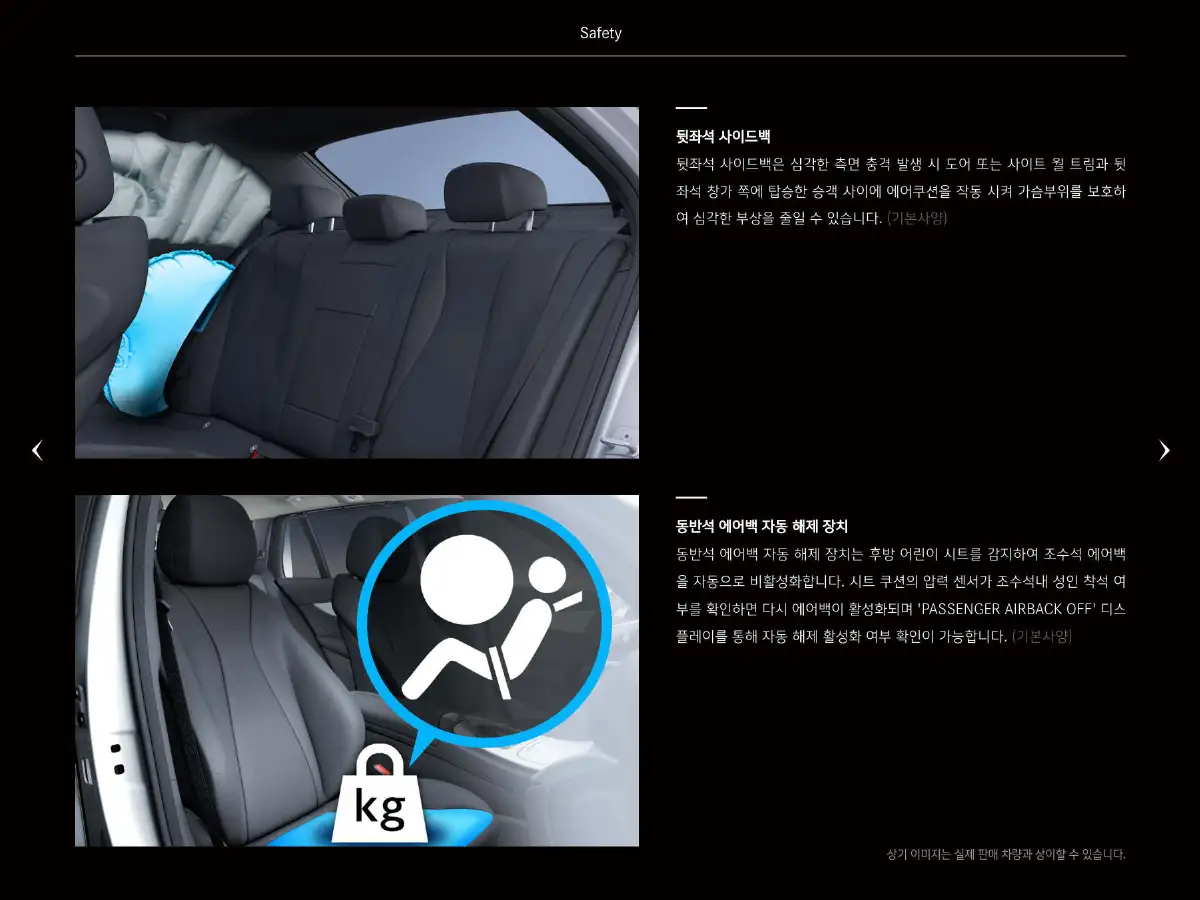 Safety
뒷좌석 사이드백
뒷좌석 사이드백은 심각한 측면 충격 발생 시 도어 또는 사이트 월 트림과 뒷
좌석 창가 쪽에 탑승한 승객 사이에 에어쿠션을 작동 시켜 가슴부위를 보호하
여 심각한 부상을 줄일 수 있습니다. (기본사양)
동반석 에어백 자동 해제 장치
동반석 에어백 자동 해제 장치는 후방 어린이 시트를 감지하여 조수석 에어백
을 자동으로 비활성화합니다. 시트 쿠션의 압력 센서가 조수석내 성인 착석 여
부를 확인하면 다시 에어백이 활성화되며 'PASSENGER AIRBACK OFF' 디스
플레이를 통해 자동 해제 활성화 여부 확인이 가능합니다. (기본사양)
kg
상기 이미지는 실제 판매 차량과 상이할 수 있습니다.